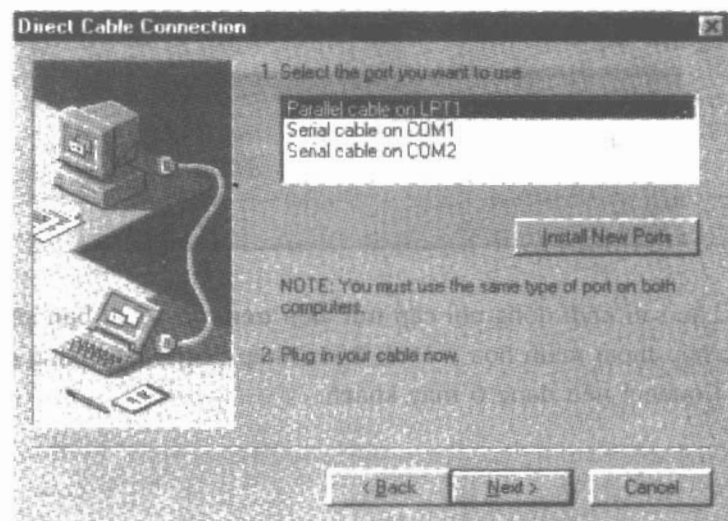 Direct Cable Connection
1. Select the port you want to use
Parallel cable on LPT1
Serial cable on COM1
Serial cable on COM2
Install New Ports
NOTE: You must use the same type of port on both
computers.
2. Plug in your cable now.
< Back
Next >
Cancel